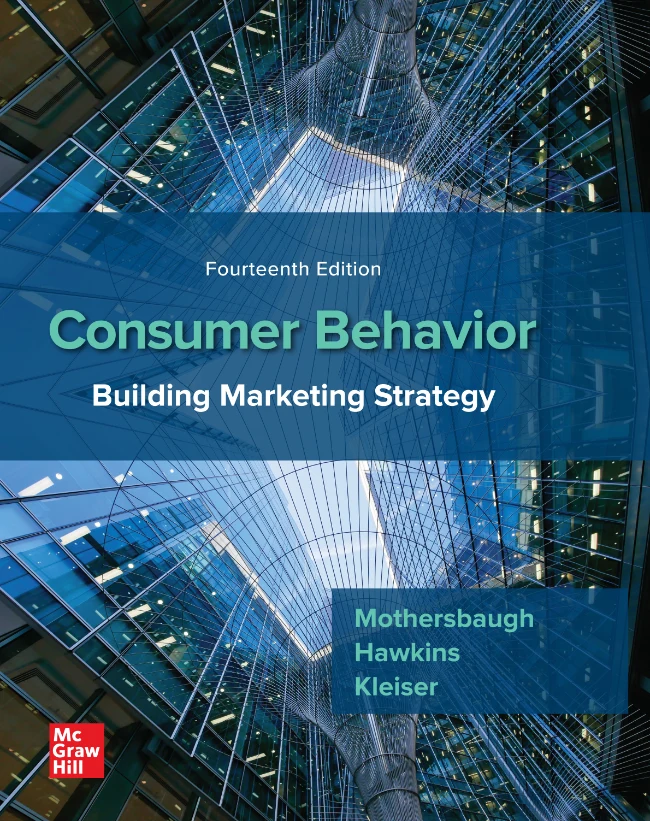 Fourteenth Edition
Consumer Behavior
Building Marketing Strategy
Mothersbaugh
Hawkins
Kleiser
Mc
Graw
Hill